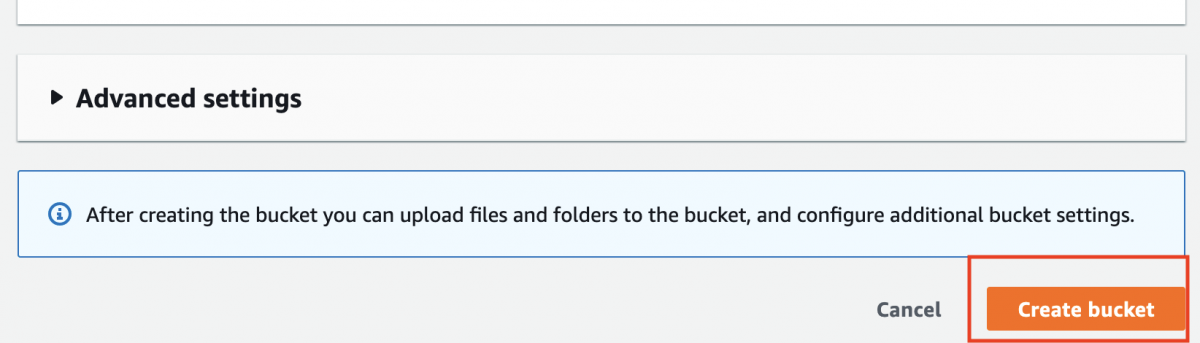 Advanced settings
After creating the bucket you can upload files and folders to the bucket, and configure additional bucket settings.
Cancel
Create bucket